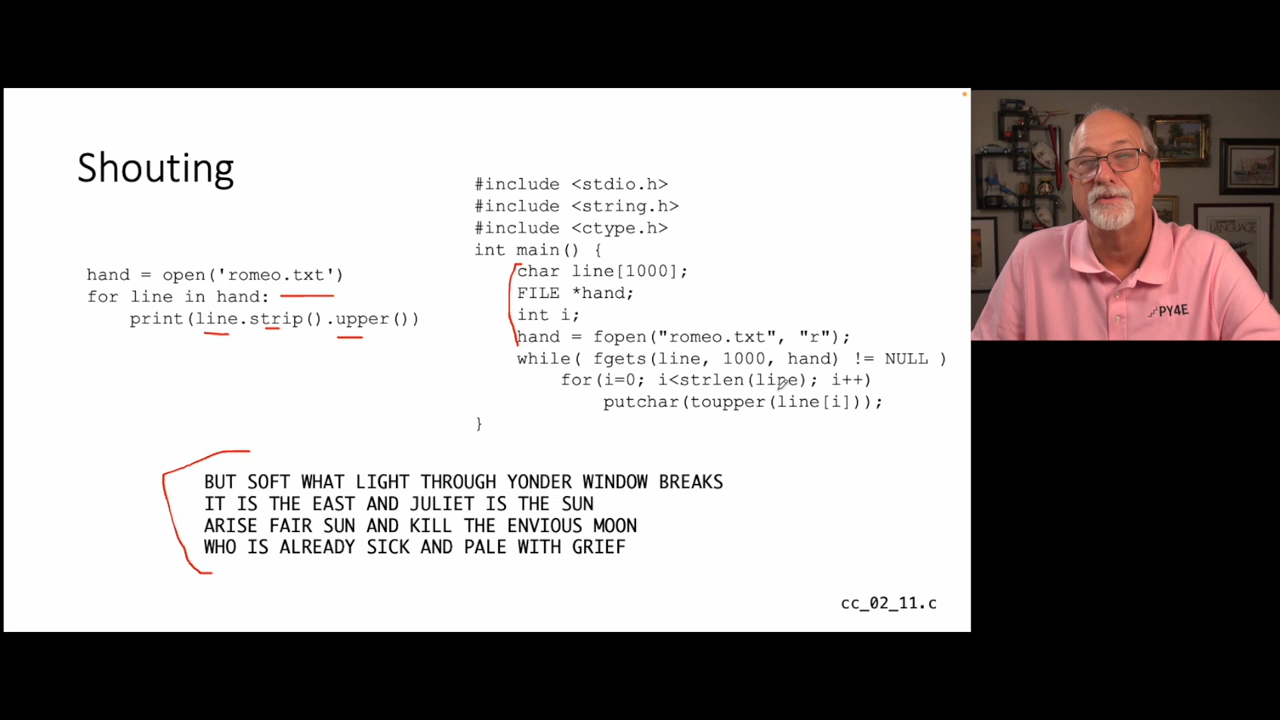 Shouting
hand = open('romeo.txt')
for line in hand:
    print(line.strip().upper())
#include <stdio.h>
#include <string.h>
#include <ctype.h>
int main() {
    char line[1000];
    FILE *hand;
    int i;
    hand = fopen("romeo.txt", "r");
    while( fgets(line, 1000, hand) != NULL )
        for(i=0; i<strlen(line); i++)
            putchar(toupper(line[i]));
}
BUT SOFT WHAT LIGHT THROUGH YONDER WINDOW BREAKS
IT IS THE EAST AND JULIET IS THE SUN
ARISE FAIR SUN AND KILL THE ENVIOUS MOON
WHO IS ALREADY SICK AND PALE WITH GRIEF
cc_02_11.c
PY4E
LANGUAGE